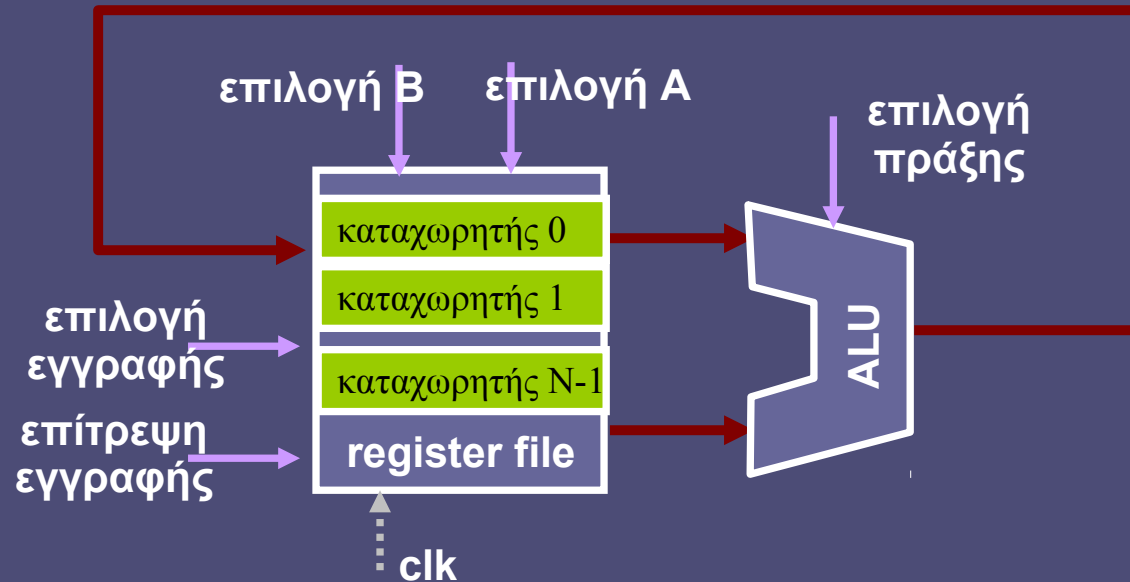 επιλογή B
επιλογή A
επιλογή
πράξης
καταχωρητής 0
καταχωρητής 1
επιλογή
εγγραφής
καταχωρητής N-1
ALU
επίτρεψη
εγγραφής
register file
clk